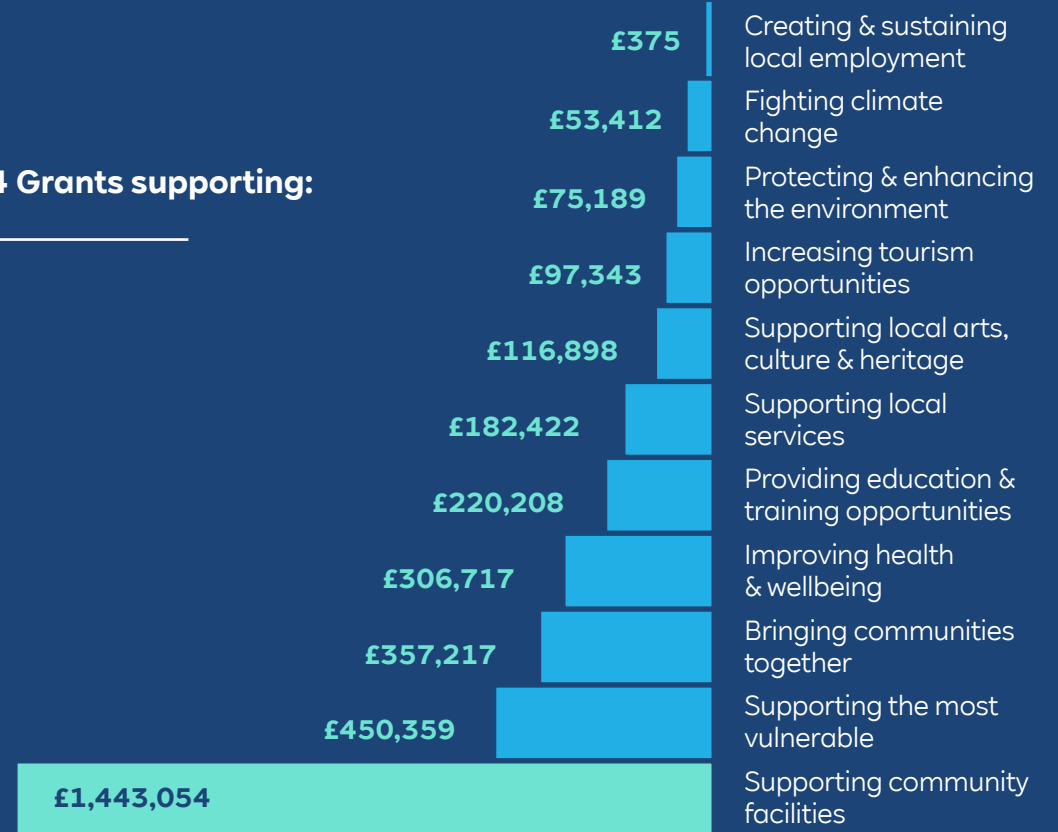 4 Grants supporting:
£375
Creating & sustaining
local employment
£53,412
Fighting climate
change
£75,189
Protecting & enhancing
the environment
£97,343
Increasing tourism
opportunities
£116,898
Supporting local arts,
culture & heritage
£182,422
Supporting local
services
£220,208
Providing education &
training opportunities
£306,717
Improving health
& wellbeing
£357,217
Bringing communities
together
£450,359
Supporting the most
vulnerable
£1,443,054
Supporting community
facilities